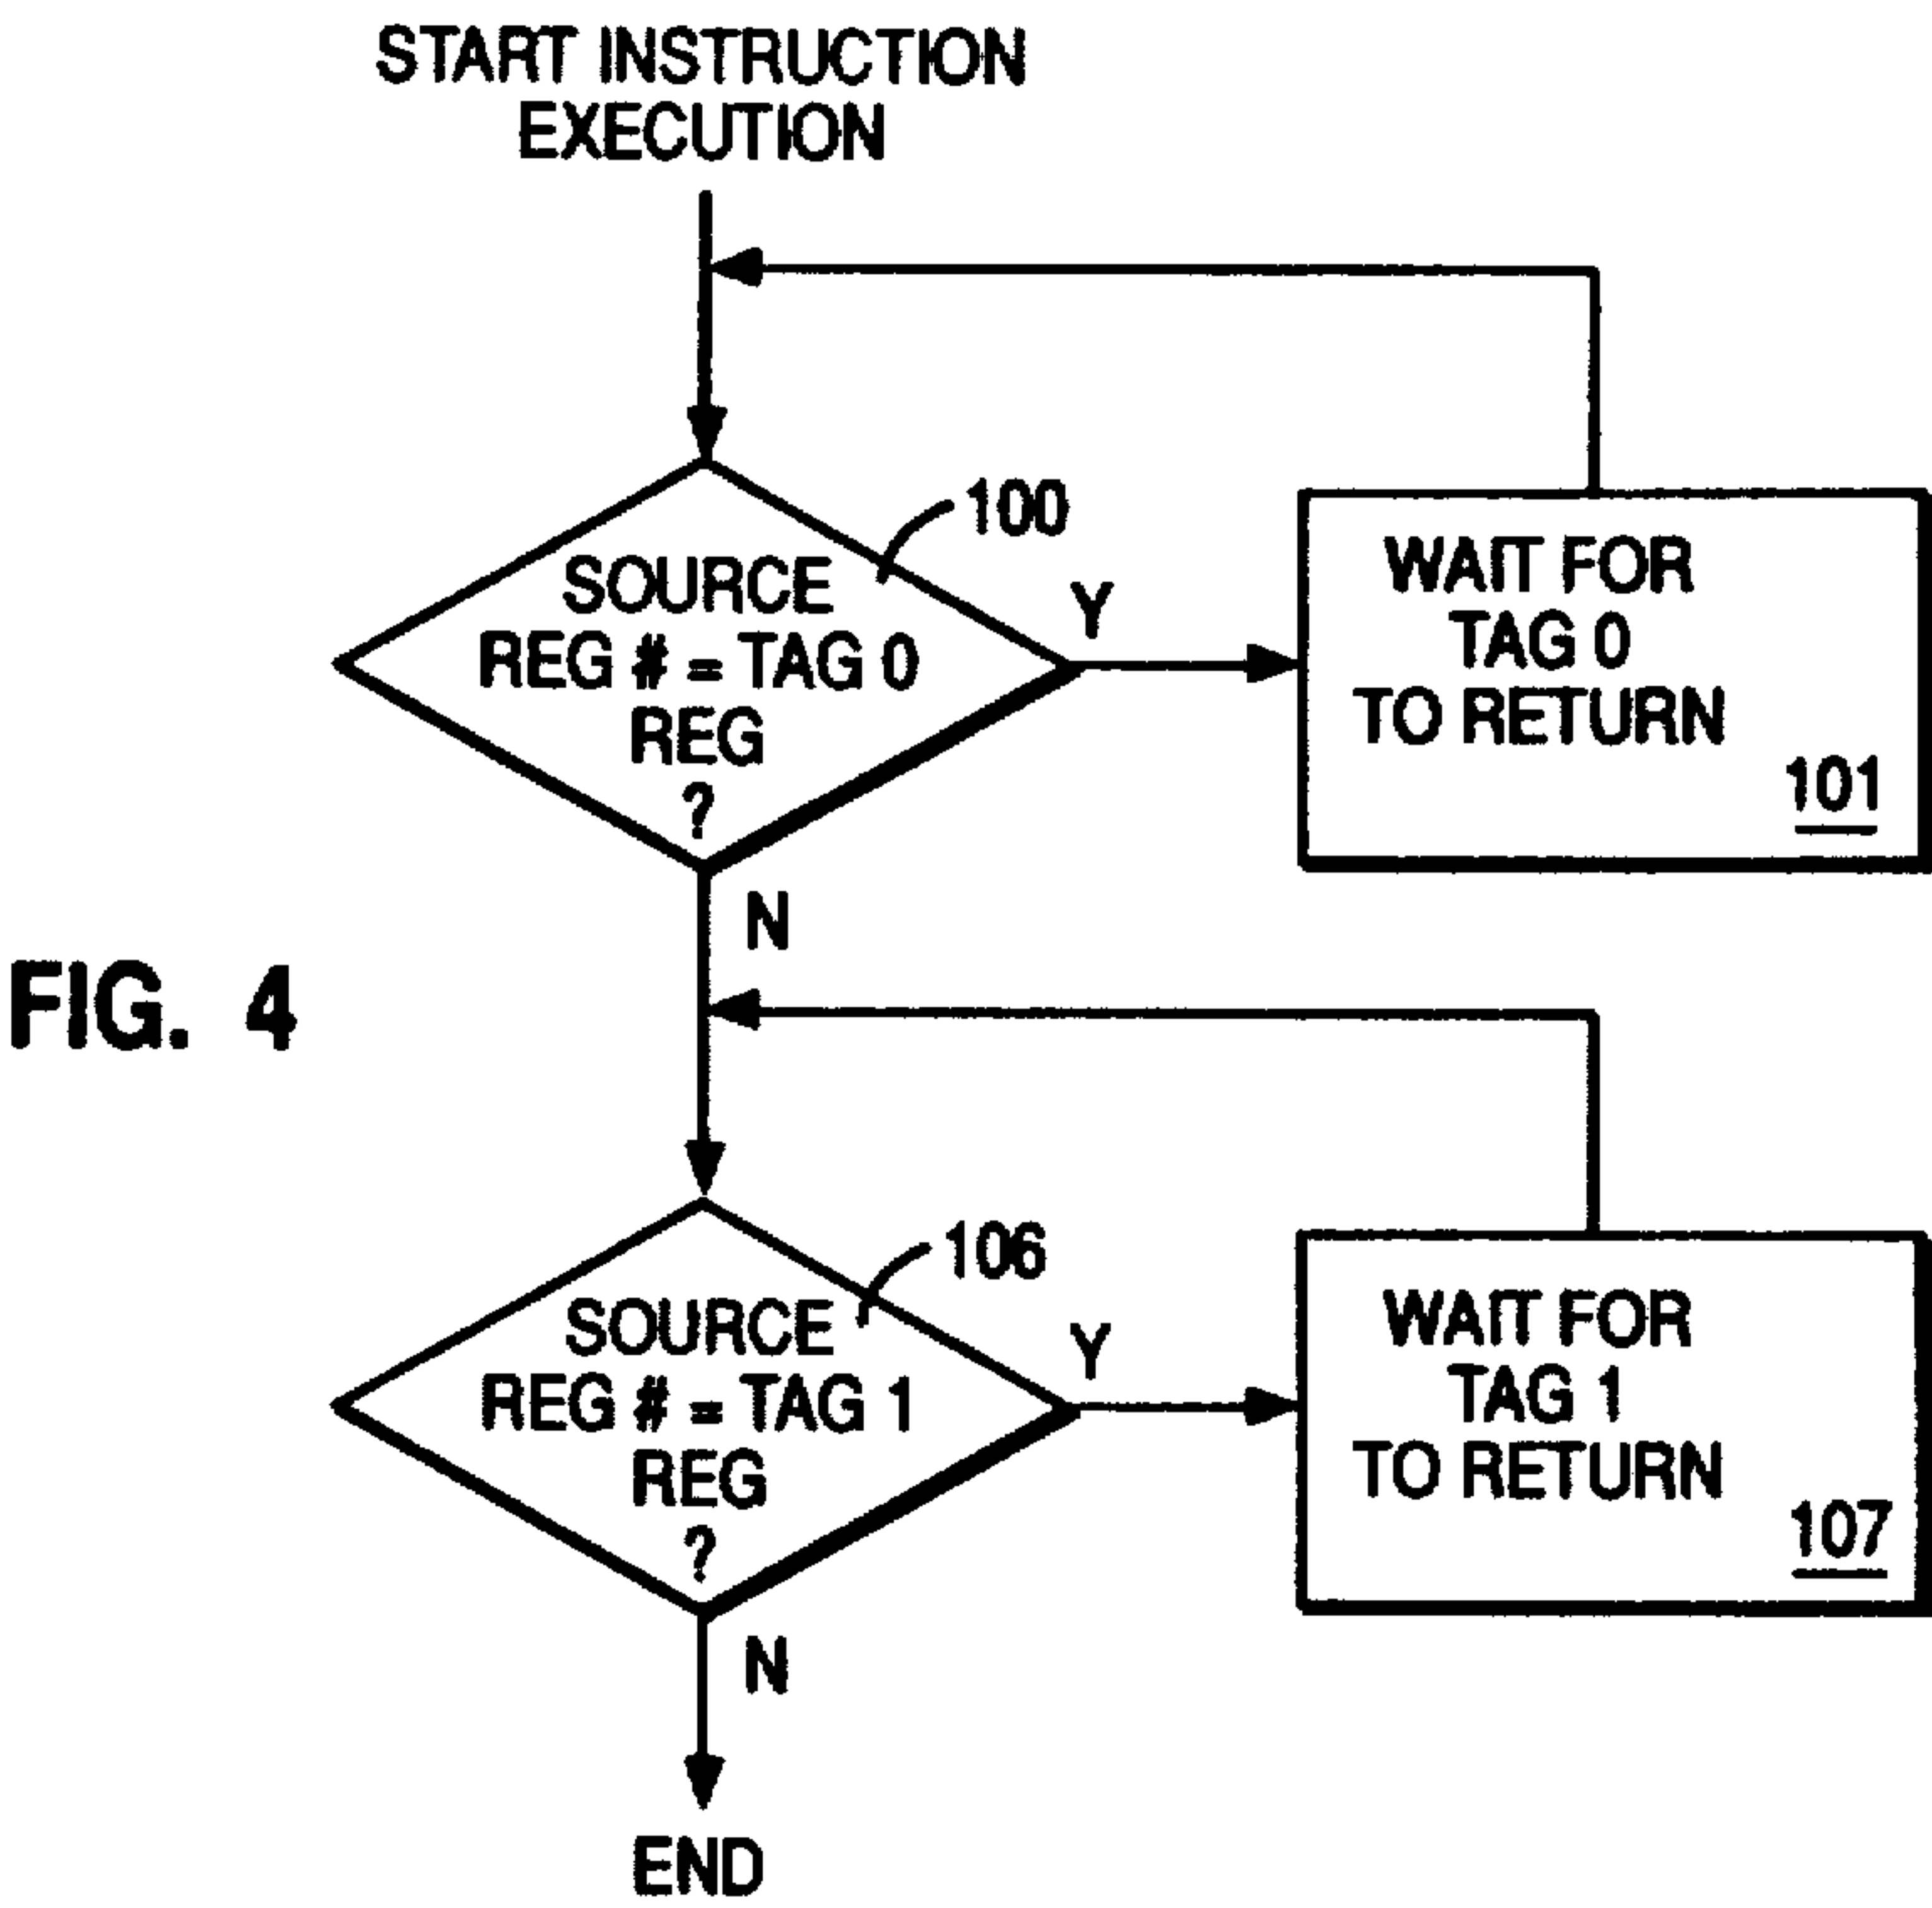 START INSTRUCTION
EXECUTION
100
SOURCE
REG # = TAG 0
REG
?
Y
WAIT FOR
TAG 0
TO RETURN
101
N
FIG. 4
106
SOURCE
REG # = TAG 1
REG
?
Y
WAIT FOR
TAG 1
TO RETURN
107
N
END